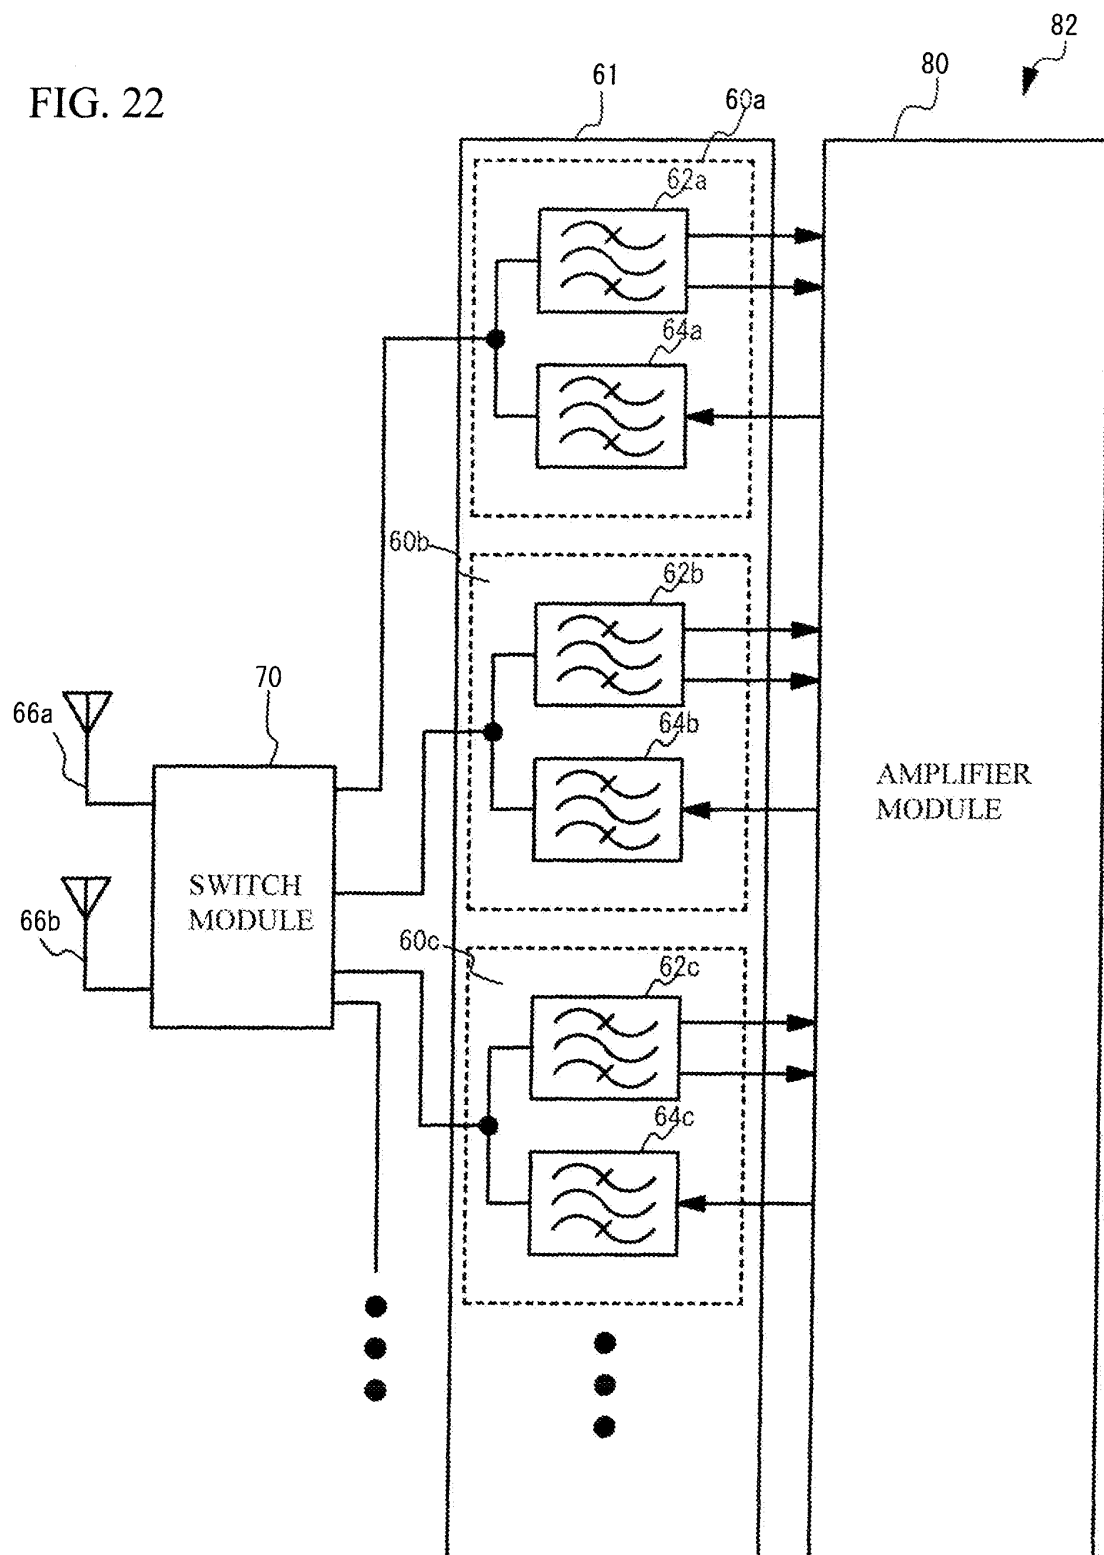 82
80
61
FIG. 22
60a
62a
64a
60b
62b
70
66a
64b
AMPLIFIER
MODULE
SWITCH
MODULE
66b
60c
62c
64c